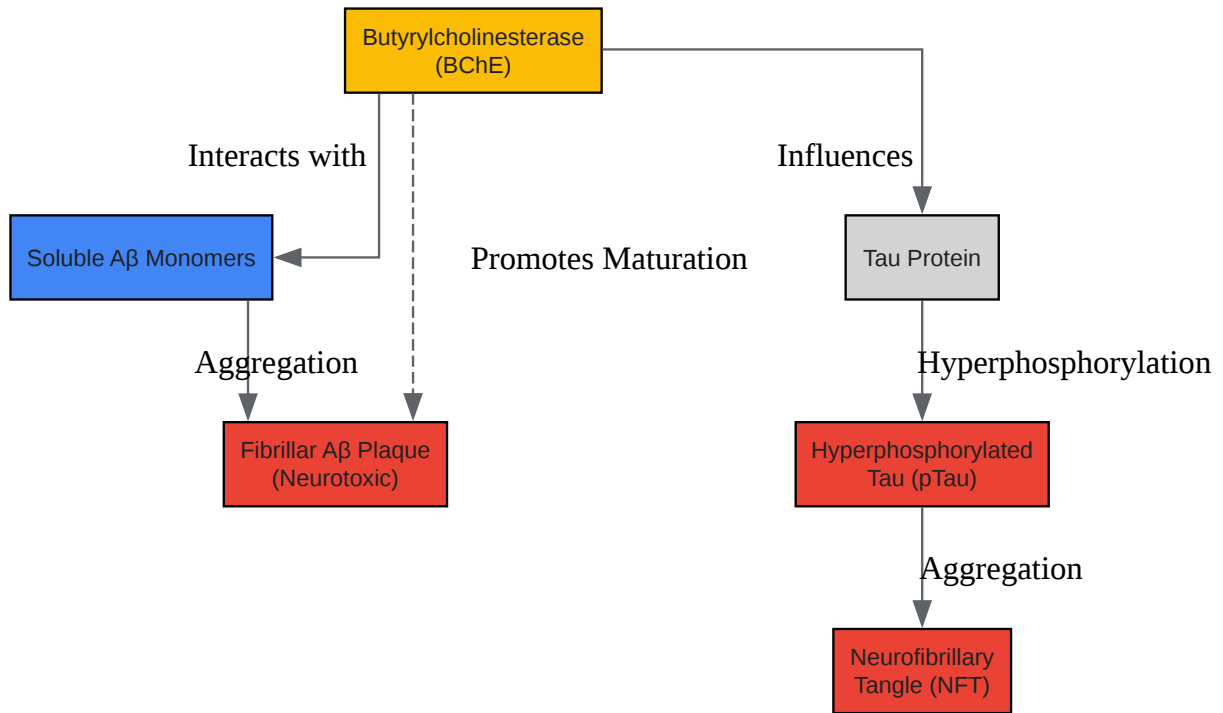 Butyrylcholinesterase
(BChE)
Interacts with
Influences
Soluble Aβ Monomers
Promotes Maturation
Tau Protein
Aggregation
Hyperphosphorylation
Fibrillar Aβ Plaque
(Neurotoxic)
Hyperphosphorylated
Tau (pTau)
Aggregation
Neurofibrillary
Tangle (NFT)